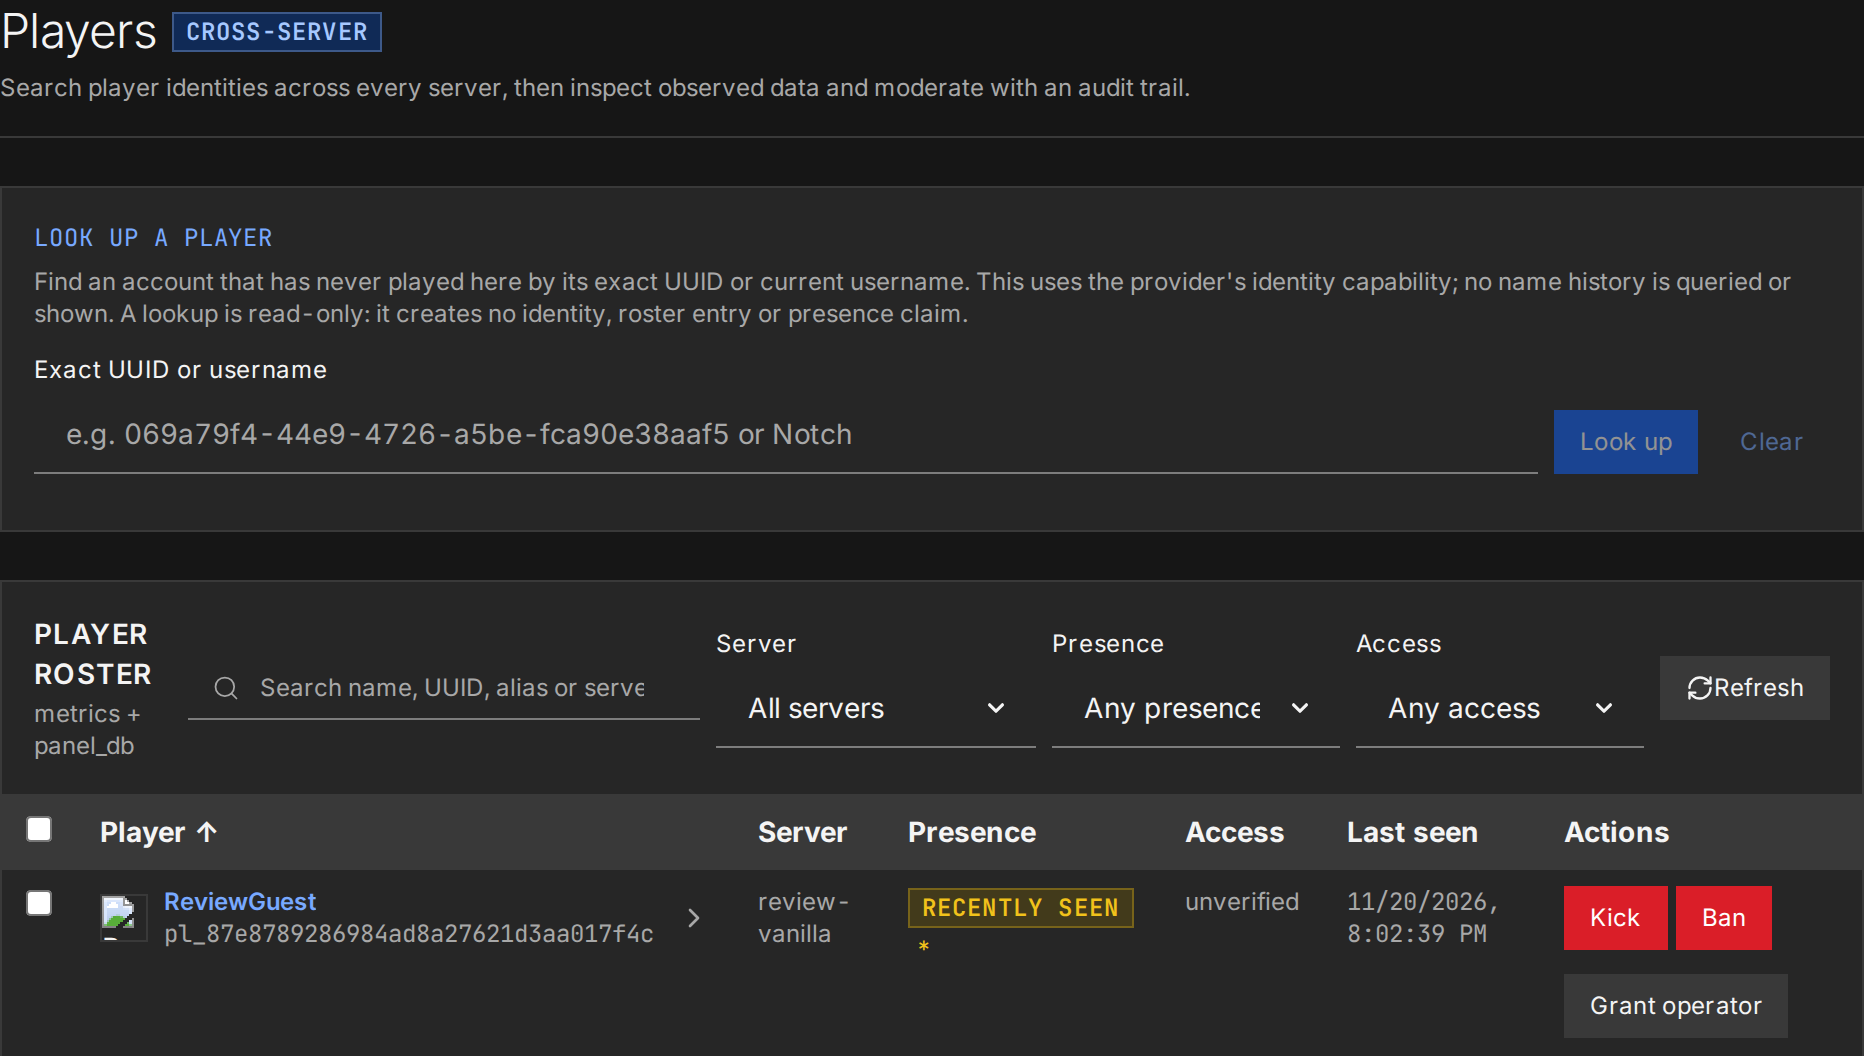 Players CROSS-SERVER
Search player identities across every server, then inspect observed data and moderate with an audit trail.
LOOK UP A PLAYER
Find an account that has never played here by its exact UUID or current username. This uses the provider's identity capability; no name history is queried or
shown. A lookup is read-only: it creates no identity, roster entry or presence claim.
Exact UUID or username
e.g. 069a79f4-44e9-4726-a5be-fca90e38aaf5 or Notch
Look up
Clear
PLAYER
ROSTER
metrics +
panel_db
Search name, UUID, alias or serve
Server
All servers
Presence
Any presence
Access
Any access
Refresh
Player ↑ Server Presence Access Last seen Actions
ReviewGuest
pl_87e8789286984ad8a27621d3aa017f4c
review-
vanilla
RECENTLY SEEN
*
unverified
11/20/2026,
8:02:39 PM
Kick
Ban
Grant operator